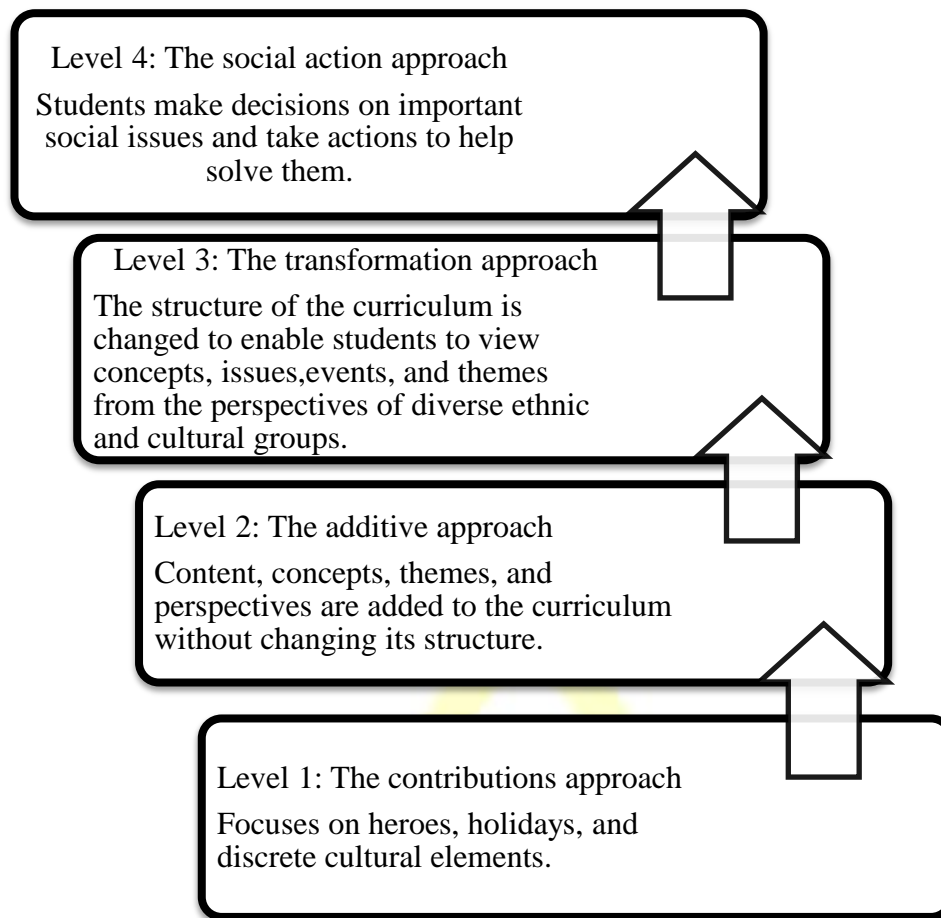 Level 4: The social action approach
Students make decisions on important
social issues and take actions to help
solve them.
Level 3: The transformation approach
The structure of the curriculum is
changed to enable students to view
concepts, issues,events, and themes
from the perspectives of diverse ethnic
and cultural groups.
Level 2: The additive approach
Content, concepts, themes, and
perspectives are added to the curriculum
without changing its structure.
Level 1: The contributions approach
Focuses on heroes, holidays, and
discrete cultural elements.